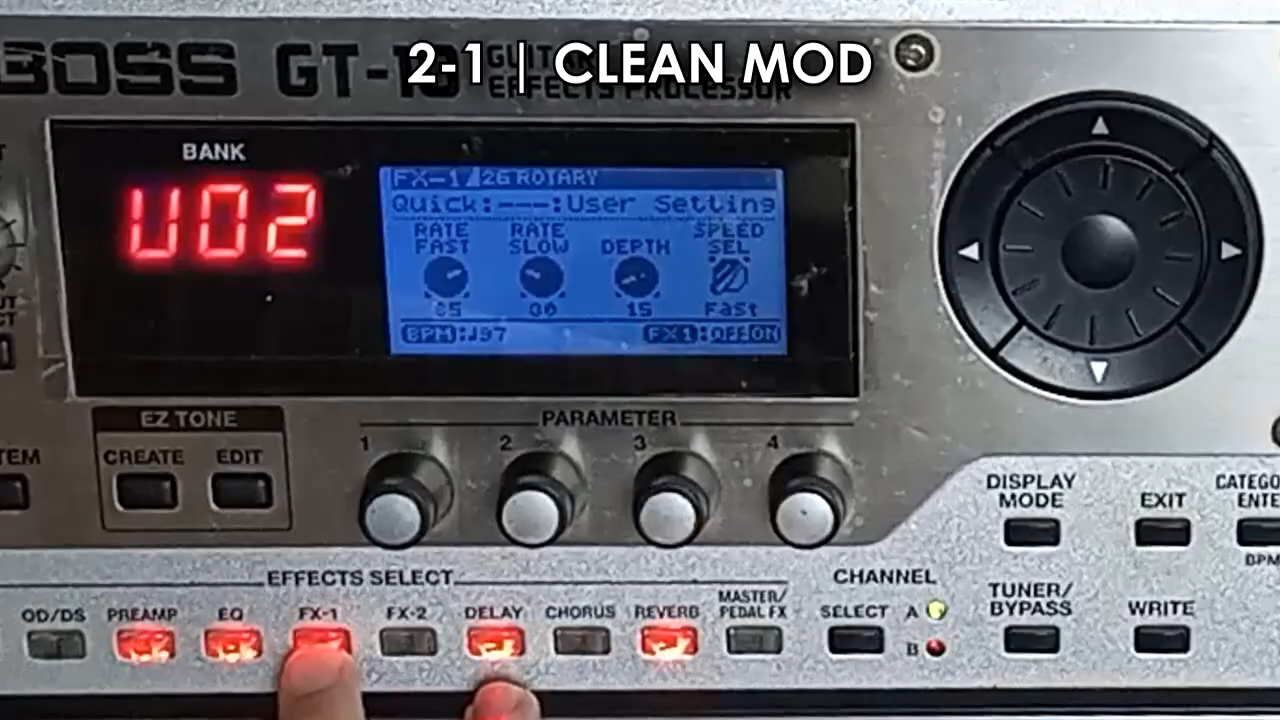 2-1 | CLEAN MOD
BOSS GT-10 GUITAR EFFECTS PROCESSOR
BANK
U02
FX-1 26 ROTARY
Quick:---:User Setting
RATE FAST
RATE SLOW
DEPTH
SPEED SEL
15
Fast
BPM:♩97
FX1:OFF ON
EZ TONE
CREATE EDIT
PARAMETER
1 2 3 4
DISPLAY MODE
EXIT
EFFECTS SELECT
OD/DS PREAMP EQ FX-1 FX-2 DELAY CHORUS REVERB MASTER/PEDAL FX
CHANNEL
SELECT A B
TUNER/BYPASS
WRITE